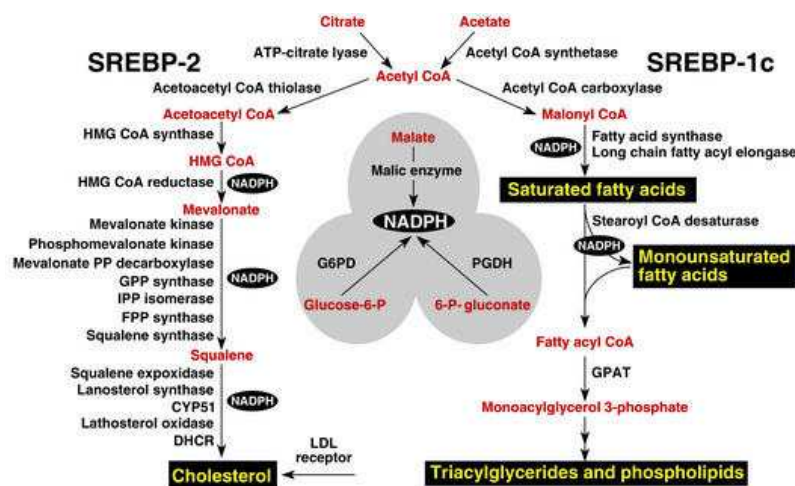 Citrate
Acetate
ATP-citrate lyase
Acetyl CoA synthetase
SREBP-2
SREBP-1c
Acetyl CoA
Acetoacetyl CoA thiolase
Acetyl CoA carboxylase
Acetoacetyl CoA
HMG CoA synthase
HMG CoA
HMG CoA reductase
NADPH
Mevalonate
Mevalonate kinase
Phosphomevalonate kinase
Mevalonate PP decarboxylase
GPP synthase
NADPH
IPP isomerase
FPP synthase
Squalene synthase
Squalene
Squalene expoxidase
Lanosterol synthase
CYP51
NADPH
Lathosterol oxidase
DHCR
Cholesterol
LDL
receptor
Malate
Malic enzyme
NADPH
G6PD
PGDH
Glucose-6-P
6-P-gluconate
Malonyl CoA
NADPH
Fatty acid synthase
Long chain fatty acyl elongase
Saturated fatty acids
Stearoyl CoA desaturase
NADPH
Monounsaturated
fatty acids
Fatty acyl CoA
GPAT
Monoacylglycerol 3-phosphate
Triacylglycerides and phospholipids